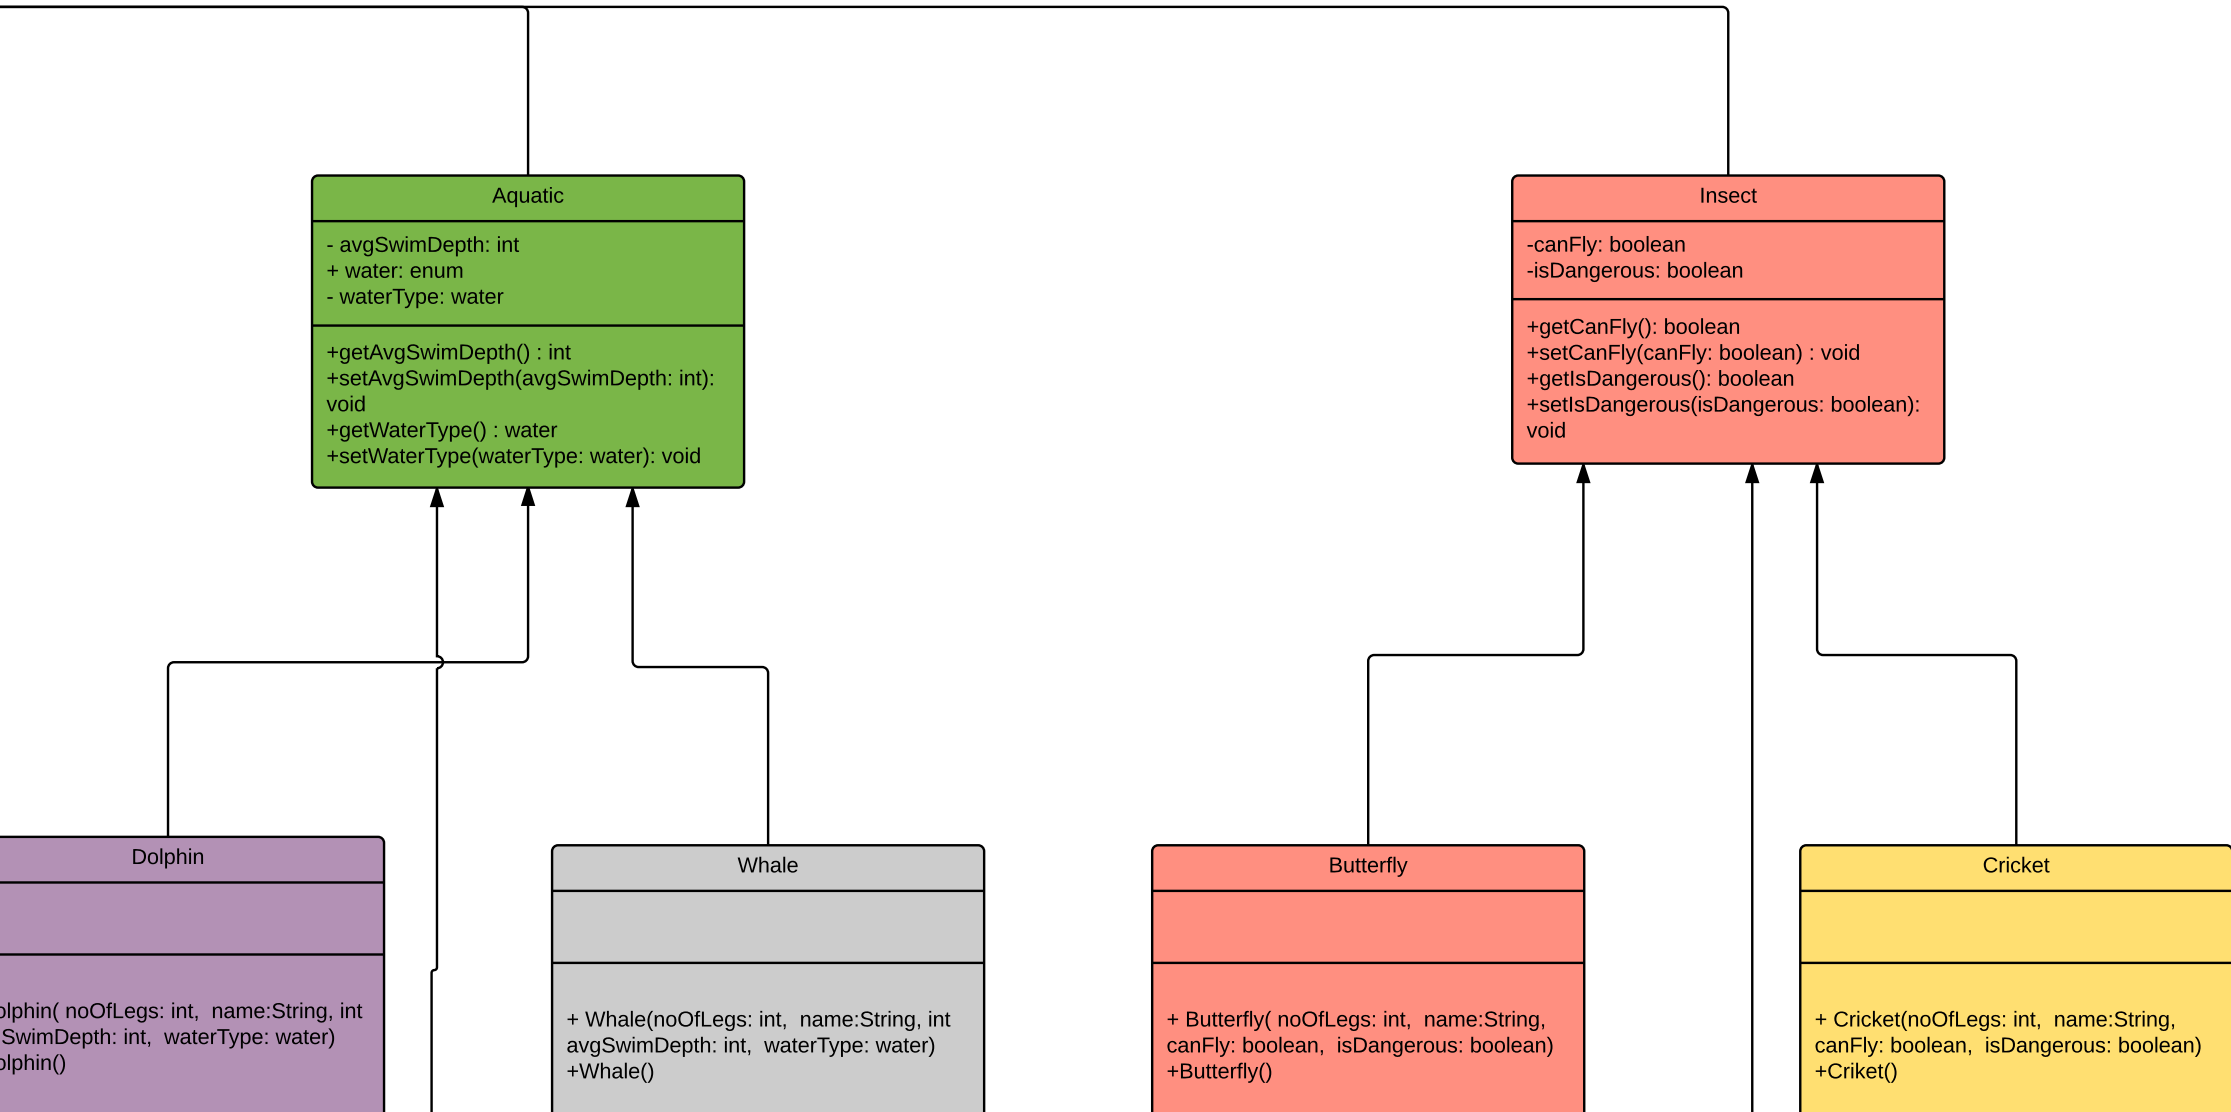 Aquatic
- avgSwimDepth: int
+ water: enum
- waterType: water
+getAvgSwimDepth() : int
+setAvgSwimDepth(avgSwimDepth: int):
void
+getWaterType() : water
+setWaterType(waterType: water): void
Insect
-canFly: boolean
-isDangerous: boolean
+getCanFly(): boolean
+setCanFly(canFly: boolean) : void
+getIsDangerous(): boolean
+setIsDangerous(isDangerous: boolean):
void
Dolphin
olphin( noOfLegs: int,  name:String, int
SwimDepth: int,  waterType: water)
olphin()
Whale
+ Whale(noOfLegs: int,  name:String, int
avgSwimDepth: int,  waterType: water)
+Whale()
Butterfly
+ Butterfly( noOfLegs: int,  name:String,
canFly: boolean,  isDangerous: boolean)
+Butterfly()
Cricket
+ Cricket(noOfLegs: int,  name:String,
canFly: boolean,  isDangerous: boolean)
+Criket()